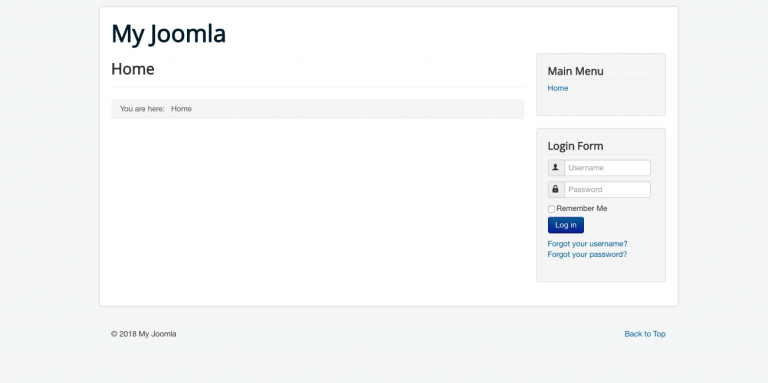 My Joomla
Home
You are here: Home
Main Menu
Home
Login Form
Username
Password
Remember Me
Log in
Forgot your username?
Forgot your password?
© 2018 My Joomla
Back to Top